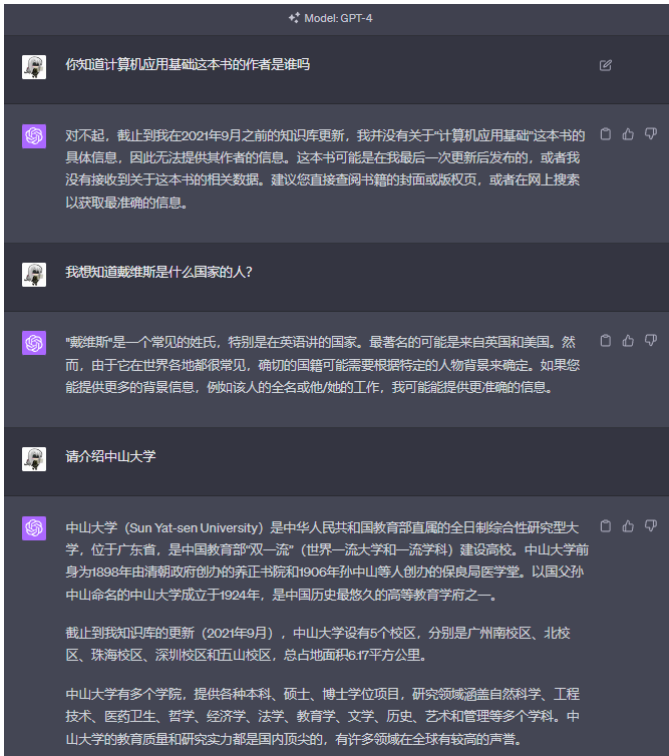 Model: GPT-4
你知道计算机应用基础这本书的作者是谁吗
对不起，截止到我在2021年9月之前的知识库更新，我并没有关于“计算机应用基础”这本书的
具体信息，因此无法提供其作者的信息。这本书可能是在我最后一次更新后发布的，或者我
没有接收到关于这本书的相关数据。建议您直接查阅书籍的封面或版权页，或者在网上搜索
以获取最准确的信息。
我想知道戴维斯是什么国家的人？
"戴维斯"是一个常见的姓氏，特别是在英语讲的国家。最著名的可能是来自英国和美国。然
而，由于它在世界各地都很常见，确切的国籍可能需要根据特定的人物背景来确定。如果您
能提供更多的背景信息，例如该人的全名或他/她的工作，我可能能提供更准确的信息。
请介绍中山大学
中山大学（Sun Yat-sen University）是中华人民共和国教育部直属的全日制综合性研究型大
学，位于广东省，是中国教育部“双一流”（世界一流大学和一流学科）建设高校。中山大学前
身为1898年由清朝政府创办的养正书院和1906年孙中山等人创办的保良局医学堂。以国父孙
中山命名的中山大学成立于1924年，是中国历史最悠久的高等教育学府之一。
截止到我知识库的更新（2021年9月），中山大学设有5个校区，分别是广州南校区、北校
区、珠海校区、深圳校区和五山校区，总占地面积6.17平方公里。
中山大学有多个学院，提供各种本科、硕士、博士学位项目，研究领域涵盖自然科学、工程
技术、医药卫生、哲学、经济学、法学、教育学、文学、历史、艺术和管理等多个学科。中
山大学的教育质量和研究实力都是国内顶尖的，有许多领域在全球有较高的声誉。